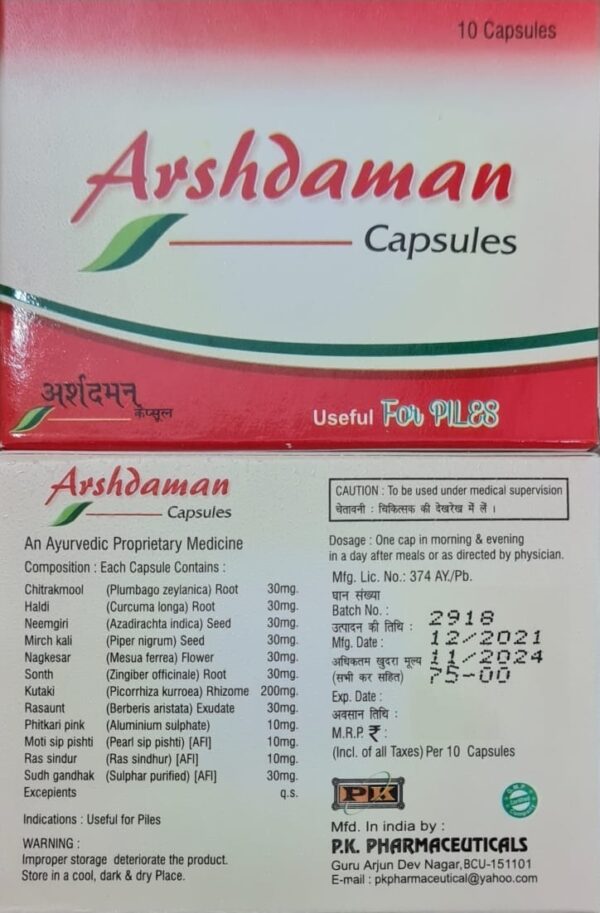 10 Capsules
Arshdaman
Capsules
अर्शदमन्
केप्सूल
Useful For PILES
Arshdaman
Capsules
An Ayurvedic Proprietary Medicine
Composition : Each Capsule Contains :
Chitrakmool (Plumbago zeylanica) Root 30mg.
Haldi (Curcuma longa) Root 30mg.
Neemgiri (Azadirachta indica) Seed 30mg.
Mirch kali (Piper nigrum) Seed 30mg.
Nagkesar (Mesua ferrea) Flower 30mg.
Sonth (Zingiber officinale) Root 30mg.
Kutaki (Picorrhiza kurroea) Rhizome 200mg.
Rasaunt (Berberis aristata) Exudate 30mg.
Phitkari pink (Aluminium sulphate) 10mg.
Moti sip pishti (Pearl sip pishti) [AFI] 10mg.
Ras sindur (Ras sindhur) [AFI] 10mg.
Sudh gandhak (Sulphar purified) [AFI] 30mg.
Excepients q.s.
Indications : Useful for Piles
WARNING :
Improper storage deteriorate the product.
Store in a cool, dark & dry Place.
CAUTION : To be used under medical supervision
चेतावनी : चिकित्सक की देखरेख में लें ।
Dosage : One cap in morning & evening
in a day after meals or as directed by physician.
Mfg. Lic. No.: 374 AY./Pb.
घान संख्या
Batch No. : 2918
उत्पादन की तिथि :
Mfg. Date : 12/2021
अधिकतम खुदरा मूल्य 11/2024
(सभी कर सहित) 75-00
Exp. Date :
अवसान तिथि :
M.R.P. ₹ :
(Incl. of all Taxes) Per 10 Capsules
PK
Mfd. In india by :
P.K. PHARMACEUTICALS
Guru Arjun Dev Nagar,BCU-151101
E-mail : pkpharmaceutical@yahoo.com